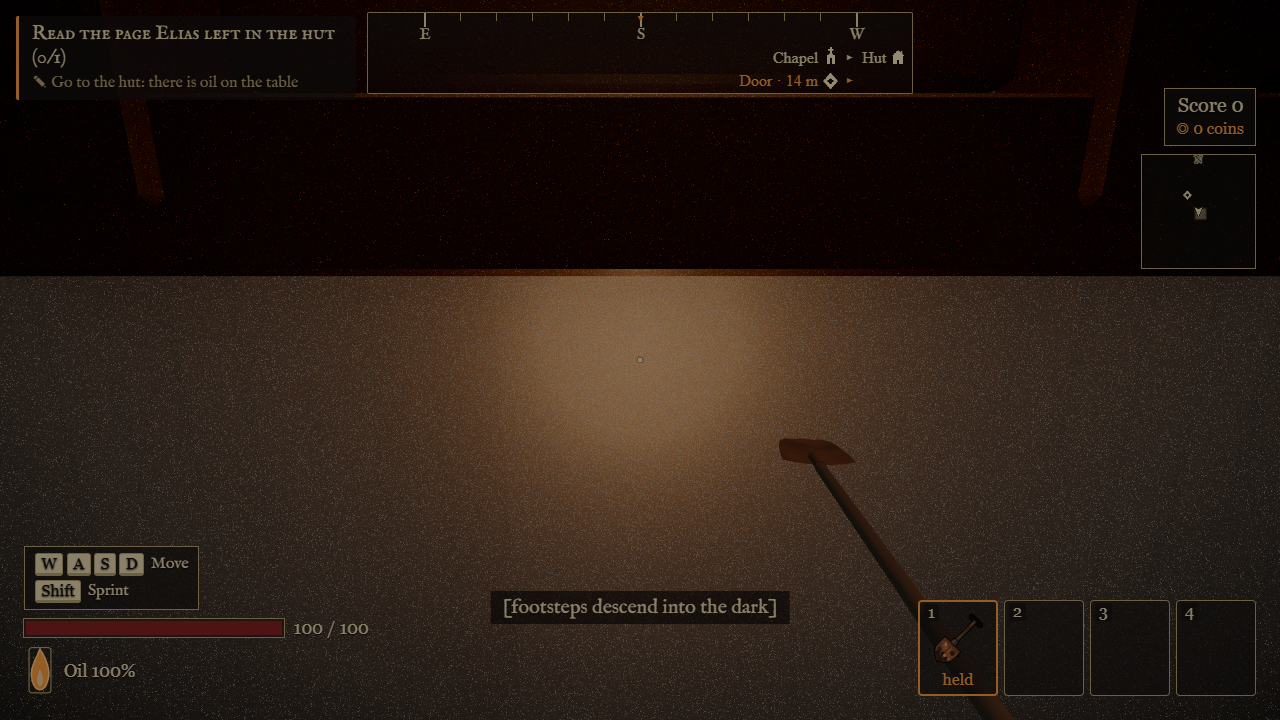 Read the page Elias left in the hut
(0/1)
Go to the hut: there is oil on the table
E S W
Chapel Hut
Door · 14 m
Score 0
0 coins
W A S D Move
Shift Sprint
100 / 100
Oil 100%
[footsteps descend into the dark]
1 2 3 4
held